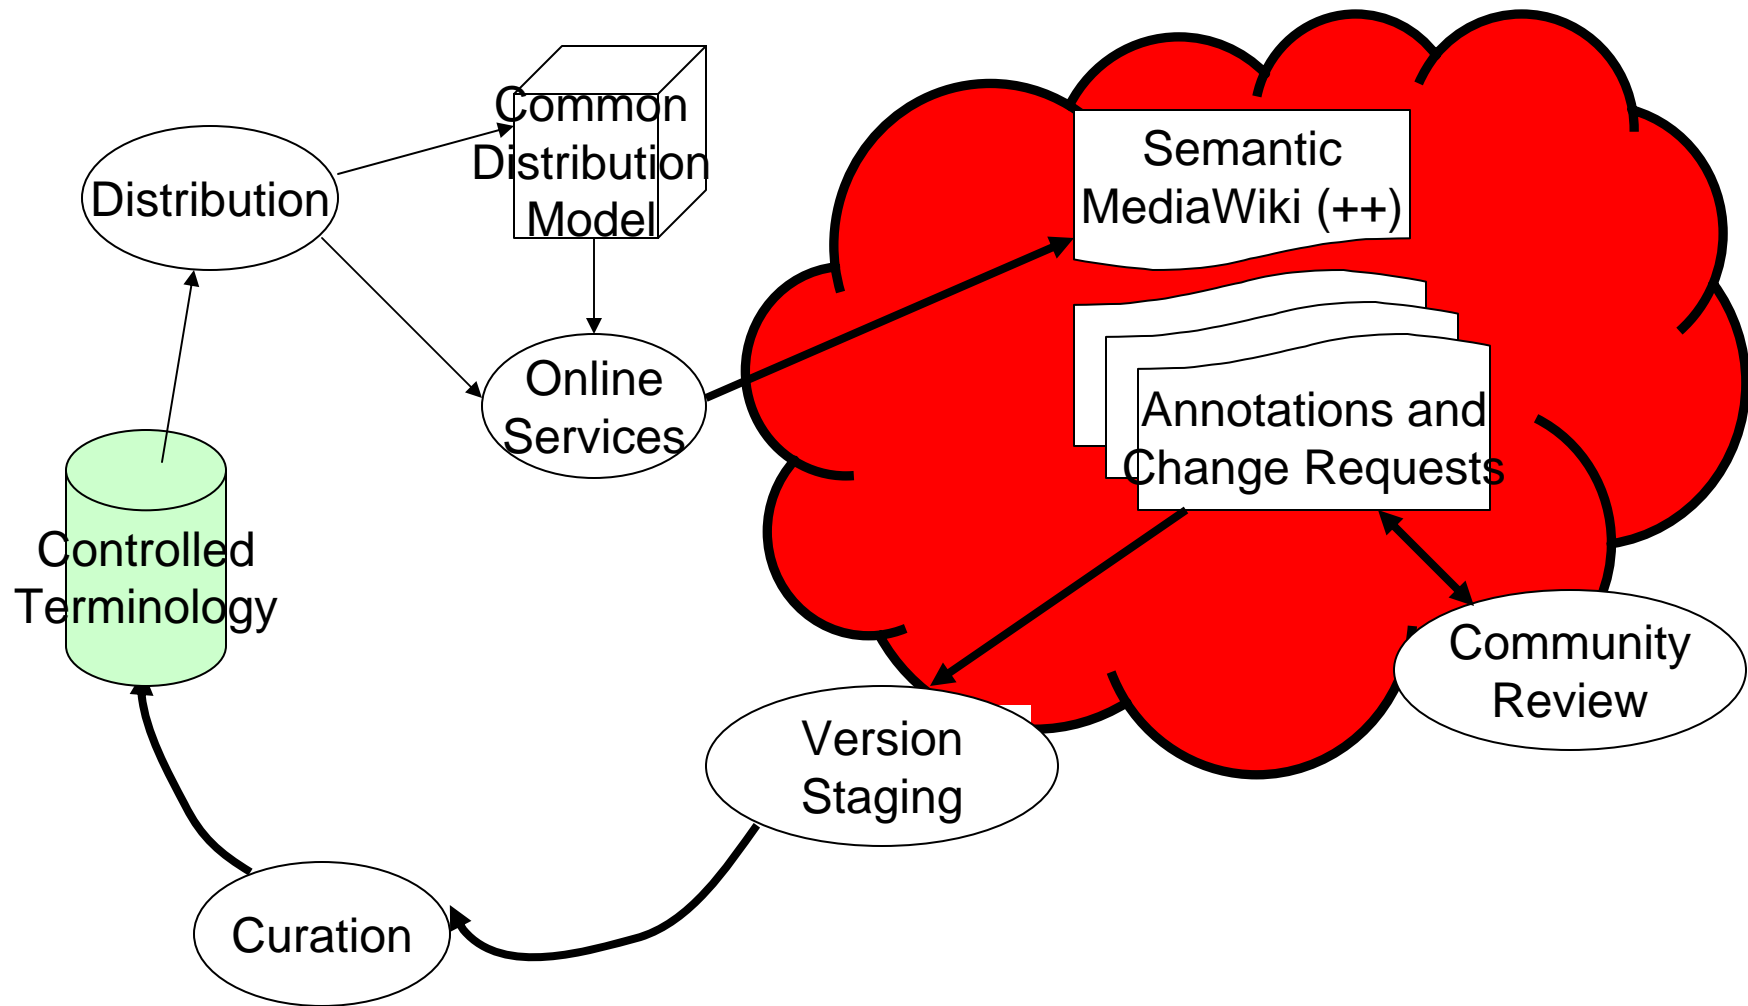 Common
Distribution
Model
Distribution
Semantic
MediaWiki (++)
Online
Services
Annotations and
Change Requests
Controlled
Terminology
Community
Review
Version
Staging
Curation